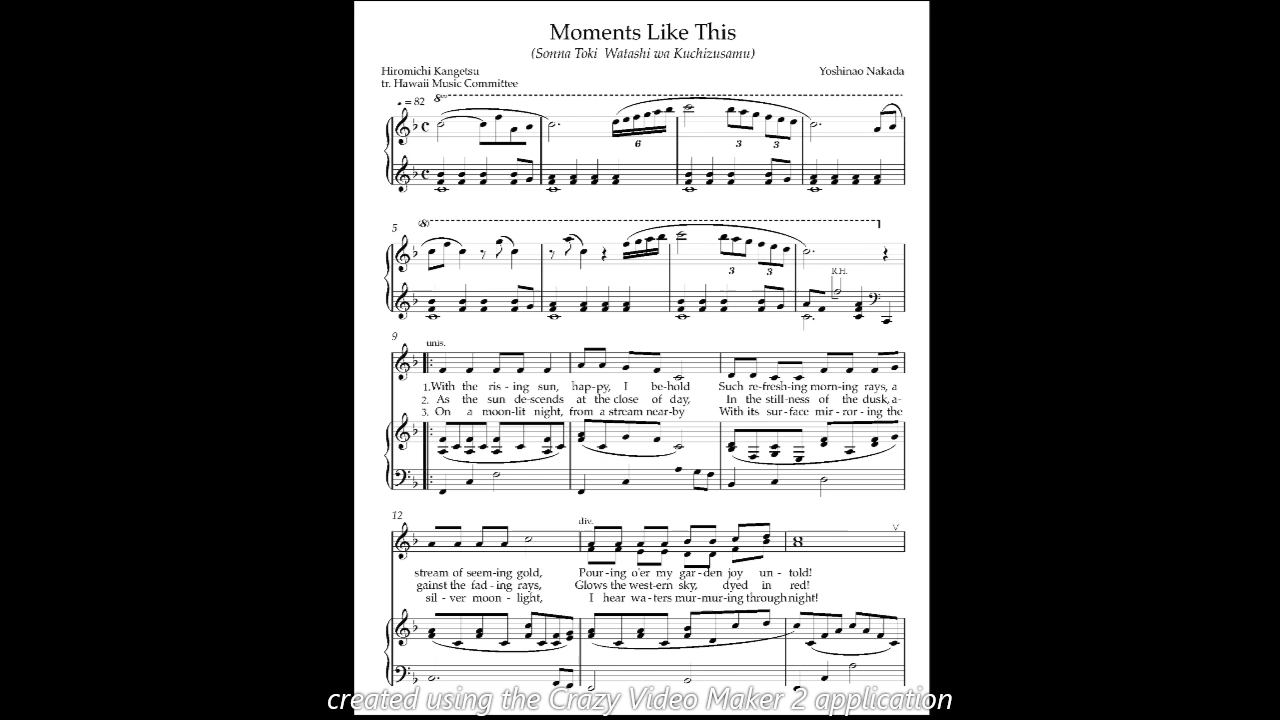 Moments Like This
(Sonna Toki Watashi wa Kuchizusamu)
Hiromichi Kangetsu
Yoshinao Nakada
tr. Hawaii Music Committee
= 82
8va
6
3
3
5
(8)
3
3
R.H.
9
unis.
1.With the ris - ing sun, hap-py, I be-hold Such re-fresh-ing morn-ing rays, a
2. As the sun de-scends at the close of day, In the still-ness of the dusk, a-
3. On a moon-lit night, from a stream near-by With its sur-face mir-ror-ing the
12
div.
stream of seem-ing gold, Pour-ing o'er my gar-den joy un - told!
gainst the fad - ing rays, Glows the west-ern sky, dyed in red!
sil - ver moon - light, I hear wa-ters mur-mur-ing through night!
created using the Crazy Video Maker 2 application